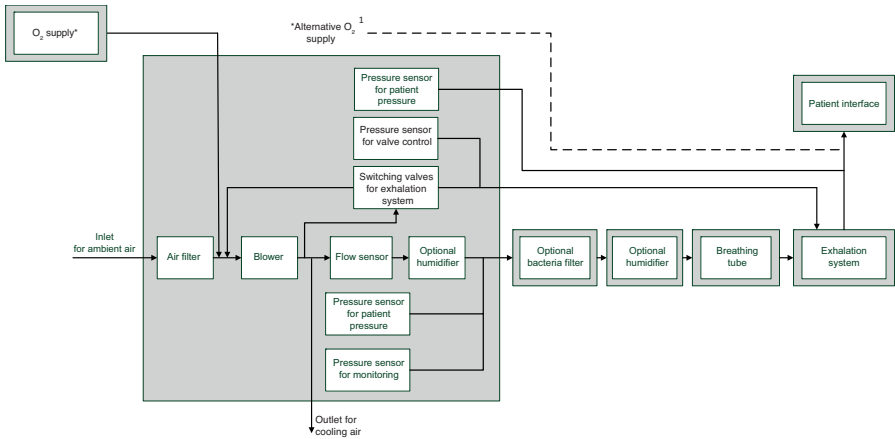 O2 supply*
*Alternative O2 1
supply
Pressure sensor
for patient
pressure
Patient interface
Pressure sensor
for valve control
Switching valves
for exhalation
system
Inlet
for ambient air
Air filter
Blower
Flow sensor
Optional
humidifier
Optional
bacteria filter
Optional
humidifier
Breathing
tube
Exhalation
system
Pressure sensor
for patient
pressure
Pressure sensor
for monitoring
Outlet for
cooling air